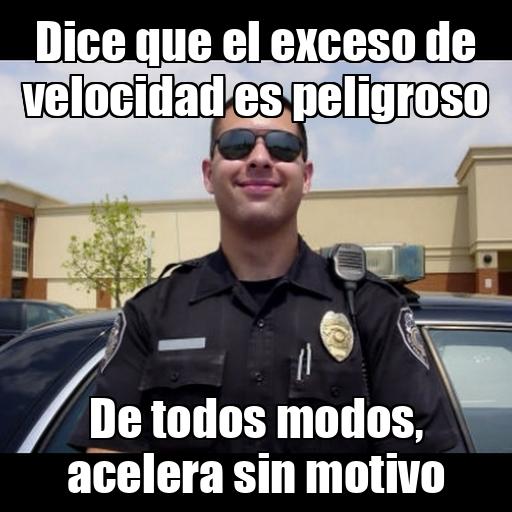 Dice que el exceso de
velocidad es peligroso
De todos modos,
acelera sin motivo